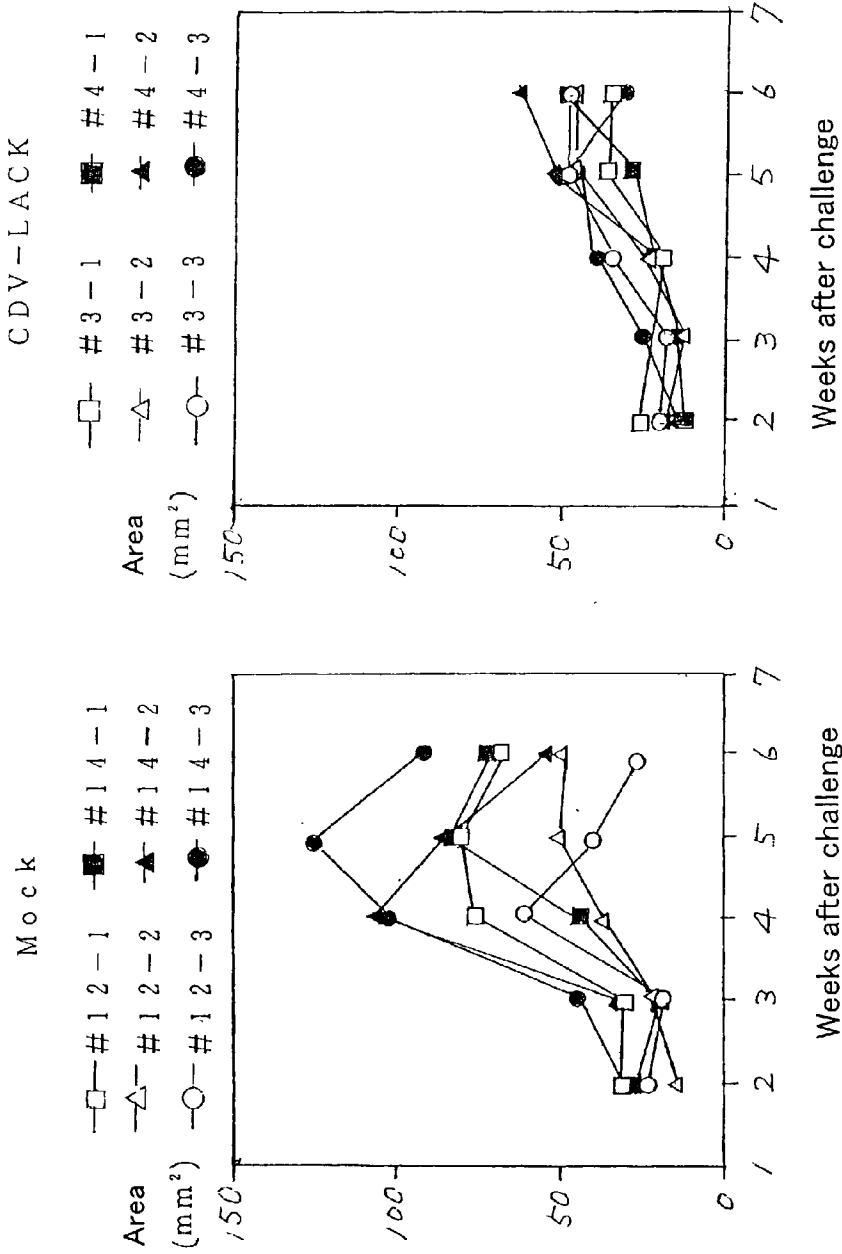 Mock
#12-1 #14-1
Area #12-2 #14-2
(mm²) #12-3 #14-3
150
100
50
0
1 2 3 4 5 6 7
Weeks after challenge
CDV-LACK
#3-1 #4-1
Area #3-2 #4-2
(mm²) #3-3 #4-3
150
100
50
0
1 2 3 4 5 6 7
Weeks after challenge